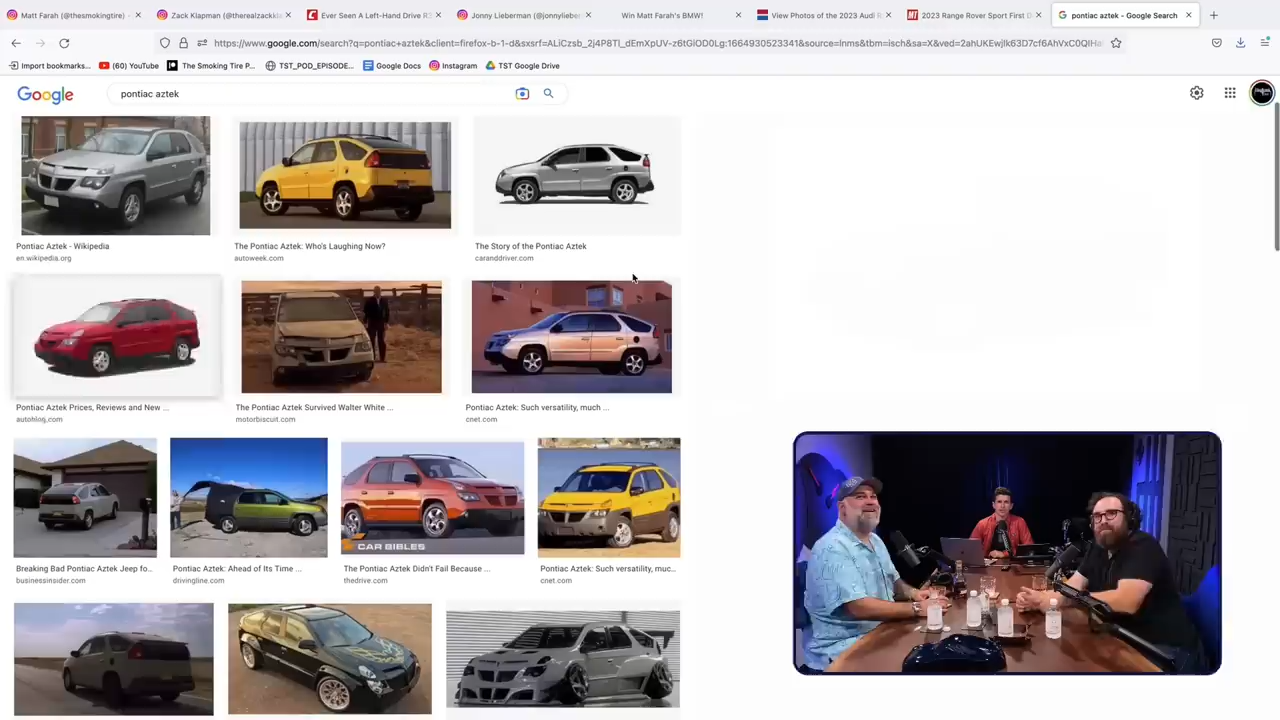 Matt Farah (@thesmokingtire)
Zack Klapman (@therealzackkl
Ever Seen A Left-Hand Drive R3
Jonny Lieberman (@jonnylieber
Win Matt Farah's BMW!
View Photos of the 2023 Audi R
2023 Range Rover Sport First D
pontiac aztek - Google Search
Import bookmarks...
(60) YouTube
The Smoking Tire P...
TST_POD_EPISODE...
Google Docs
Instagram
TST Google Drive
Google
pontiac aztek
Pontiac Aztek - Wikipedia
en.wikipedia.org
The Pontiac Aztek: Who's Laughing Now?
autoweek.com
The Story of the Pontiac Aztek
caranddriver.com
Pontiac Aztek Prices, Reviews and New ...
autoblog.com
The Pontiac Aztek Survived Walter White ...
motorbiscuit.com
Pontiac Aztek: Such versatility, much ...
cnet.com
CAR BIBLES
Breaking Bad Pontiac Aztek Jeep fo...
businessinsider.com
Pontiac Aztek: Ahead of Its Time ...
drivingline.com
The Pontiac Aztek Didn't Fail Because ...
thedrive.com
Pontiac Aztek: Such versatility, muc...
cnet.com